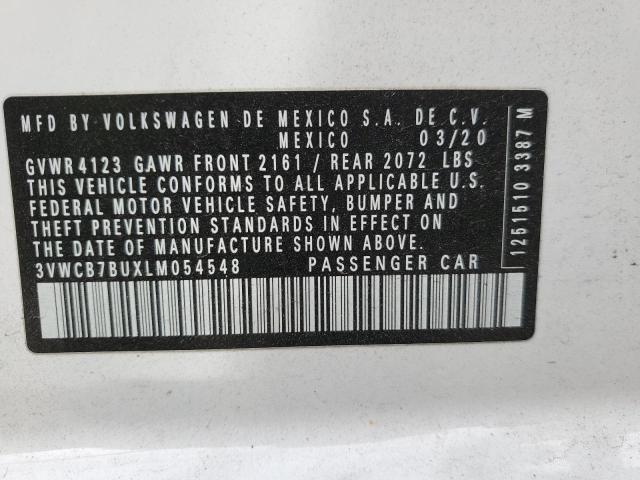 MFD BY VOLKSWAGEN DE MEXICO S.A. DE C.V.
MEXICO 03/20
GVWR 4123 GAWR FRONT 2161 / REAR 2072 LBS
THIS VEHICLE CONFORMS TO ALL APPLICABLE U.S.
FEDERAL MOTOR VEHICLE SAFETY, BUMPER AND
THEFT PREVENTION STANDARDS IN EFFECT ON
THE DATE OF MANUFACTURE SHOWN ABOVE.
3VWCB7BUXLM054548 PASSENGER CAR
1251510 3387 M